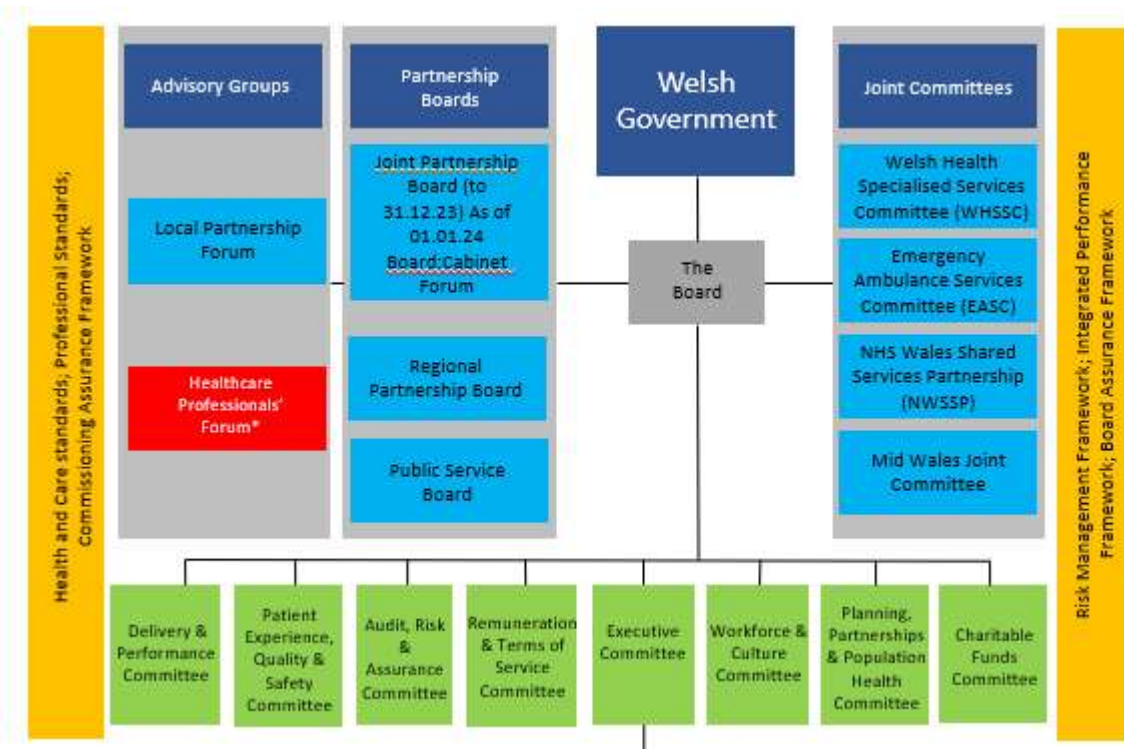 Health and Care standards; Professional Standards;
Commissioning Assurance Framework
Advisory Groups
Local Partnership
Forum
Healthcare
Professionals'
Forum*
Partnership
Boards
Joint Partnership
Board (to
31.12.23) As of
01.01.24
Board:Cabinet
Forum
Regional
Partnership Board
Public Service
Board
Welsh
Government
The
Board
Joint Committees
Welsh Health
Specialised Services
Committee (WHSSC)
Emergency
Ambulance Services
Committee (EASC)
NHS Wales Shared
Services Partnership
(NWSSP)
Mid Wales Joint
Committee
Risk Management Framework; Integrated Performance
Framework; Board Assurance Framework
Delivery &
Performance
Committee
Patient
Experience,
Quality &
Safety
Committee
Audit, Risk
&
Assurance
Committee
Remuneration
& Terms of
Service
Committee
Executive
Committee
Workforce &
Culture
Committee
Planning,
Partnerships
& Population
Health
Committee
Charitable
Funds
Committee